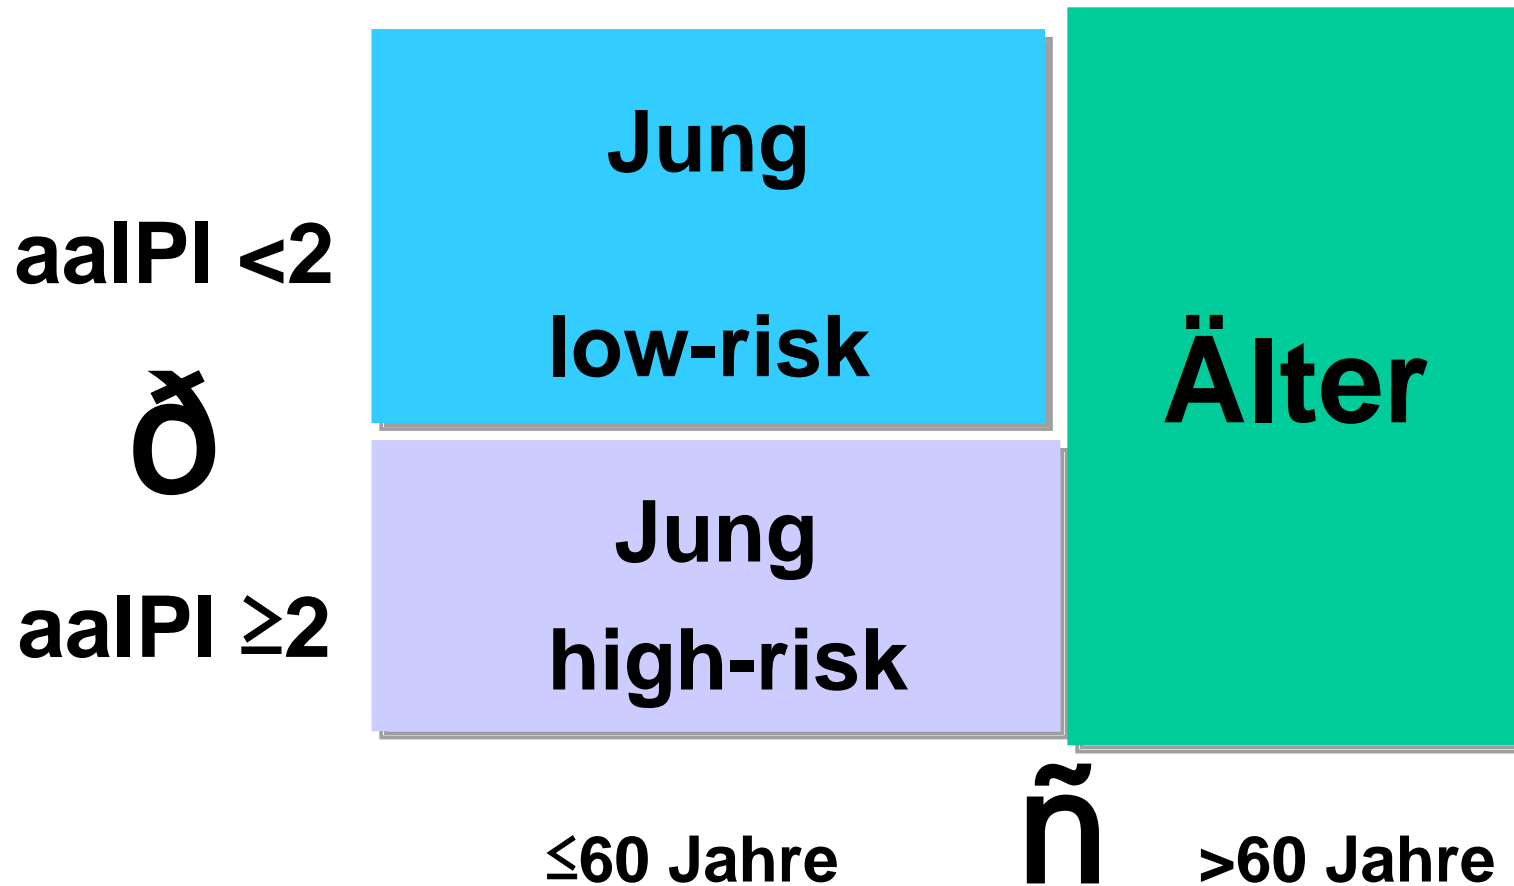 Jung
low-risk
aaIPI <2
ð
aaIPI ≥2
Jung
high-risk
Älter
≤60 Jahre
ñ
>60 Jahre